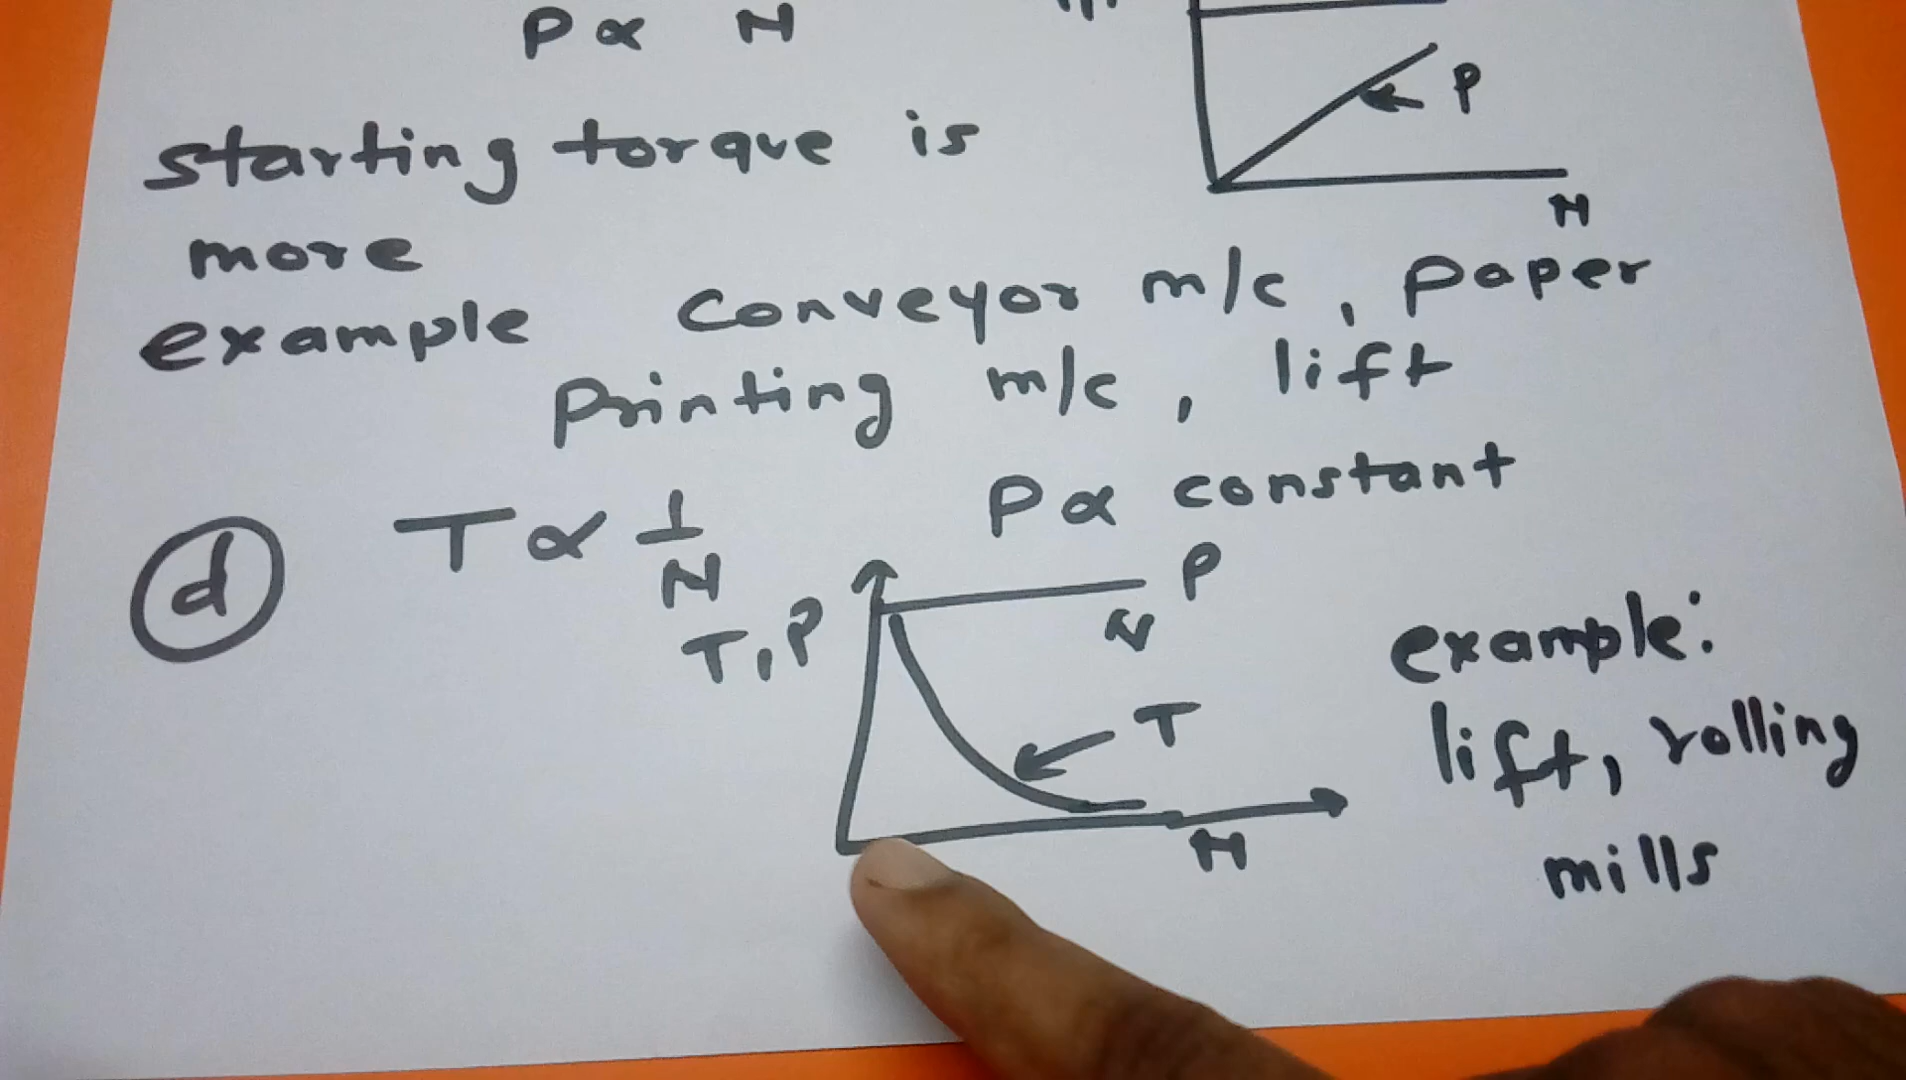 P ∝ N
P
starting torque is
N
more
example conveyor m/c, paper
printing m/c, lift
P ∝ constant
d T ∝ 1/N
P
T, P
N
example:
T
lift, rolling
N
mills